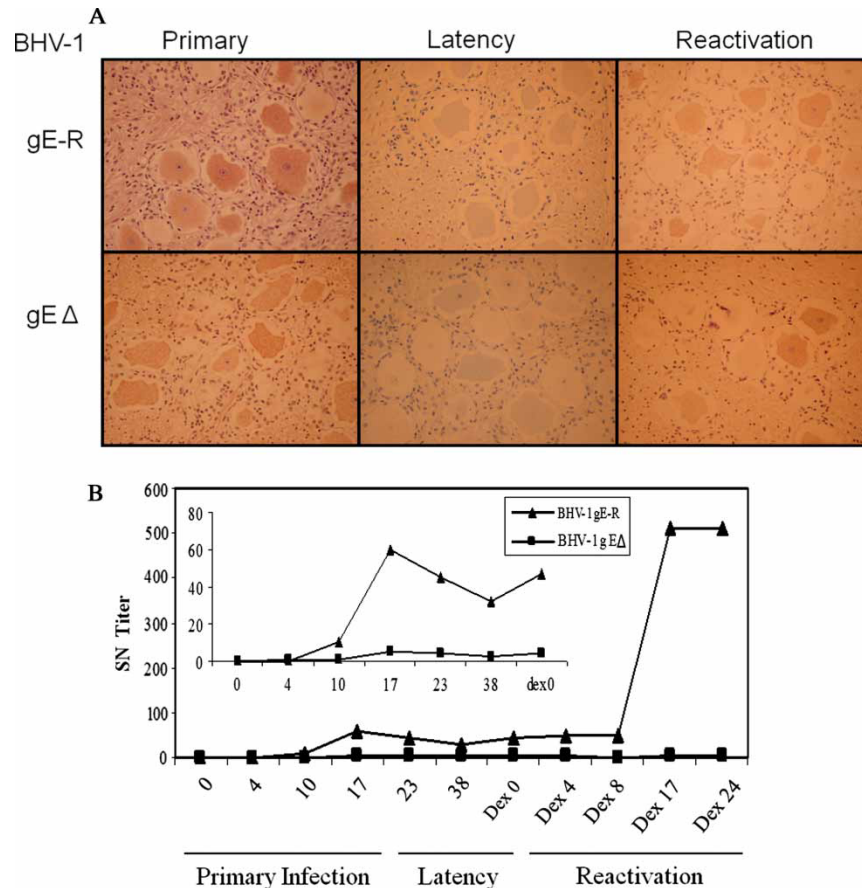 A
BHV-1 Primary Latency Reactivation
gE-R
gE Δ
B
600
500
400
300
200
100
0
SN Titer
80
60
40
20
0
0 4 10 17 23 38 dex0
BHV-1gE-R
BHV-1gEΔ
0 4 10 17 23 38 Dex 0 Dex 4 Dex 8 Dex 17 Dex 24
Primary Infection Latency Reactivation